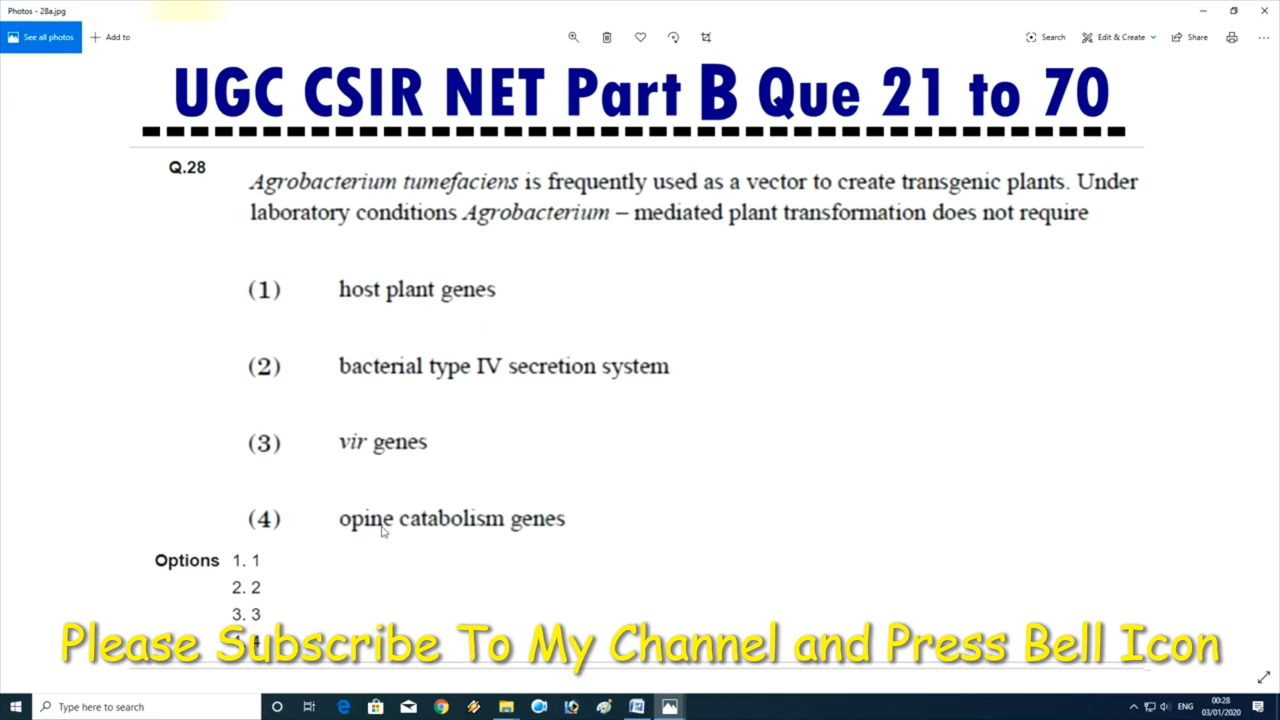 Photos - 28a.jpg
See all photos
Add to
Search
Edit & Create
Share
UGC CSIR NET Part B Que 21 to 70
Q.28
Agrobacterium tumefaciens is frequently used as a vector to create transgenic plants. Under
laboratory conditions Agrobacterium – mediated plant transformation does not require
(1) host plant genes
(2) bacterial type IV secretion system
(3) vir genes
(4) opine catabolism genes
Options 1. 1
2. 2
3. 3
Please Subscribe To My Channel and Press Bell Icon
Type here to search
ENG
00:28
03/01/2020